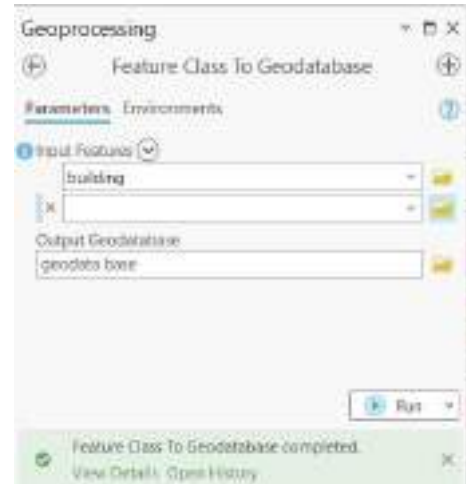 Geoprocessing
Feature Class To Geodatabase
Parameters Environments
Input Features
building
Output Geodatabase
geodata base
Run
Feature Class To Geodatabase completed.
View Details Open History